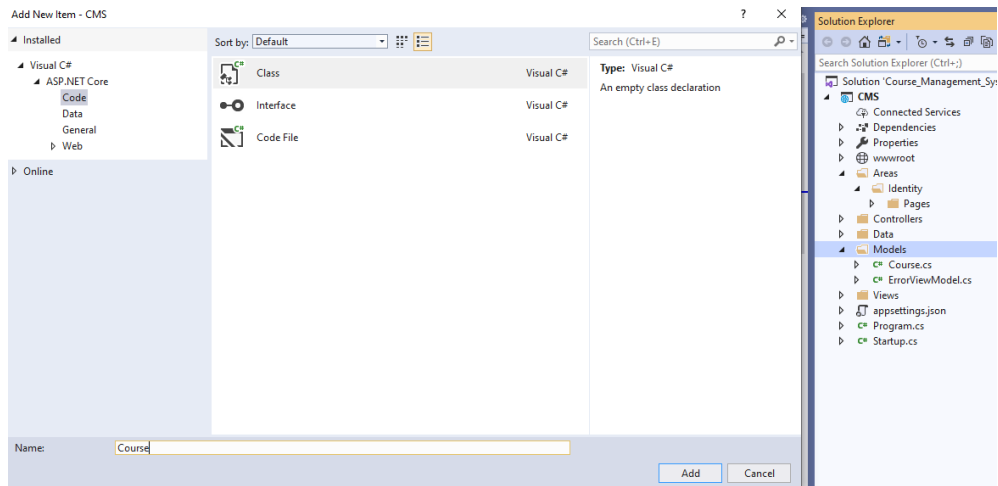 Add New Item - CMS
?
Installed
Visual C#
ASP.NET Core
Code
Data
General
Web
Online
Sort by: Default
Search (Ctrl+E)
Class Visual C#
Interface Visual C#
Code File Visual C#
Type: Visual C#
An empty class declaration
Name: Course
Add Cancel
Solution Explorer
Search Solution Explorer (Ctrl+;)
Solution 'Course_Management_Sys
CMS
Connected Services
Dependencies
Properties
wwwroot
Areas
Identity
Pages
Controllers
Data
Models
C# Course.cs
C# ErrorViewModel.cs
Views
appsettings.json
C# Program.cs
C# Startup.cs